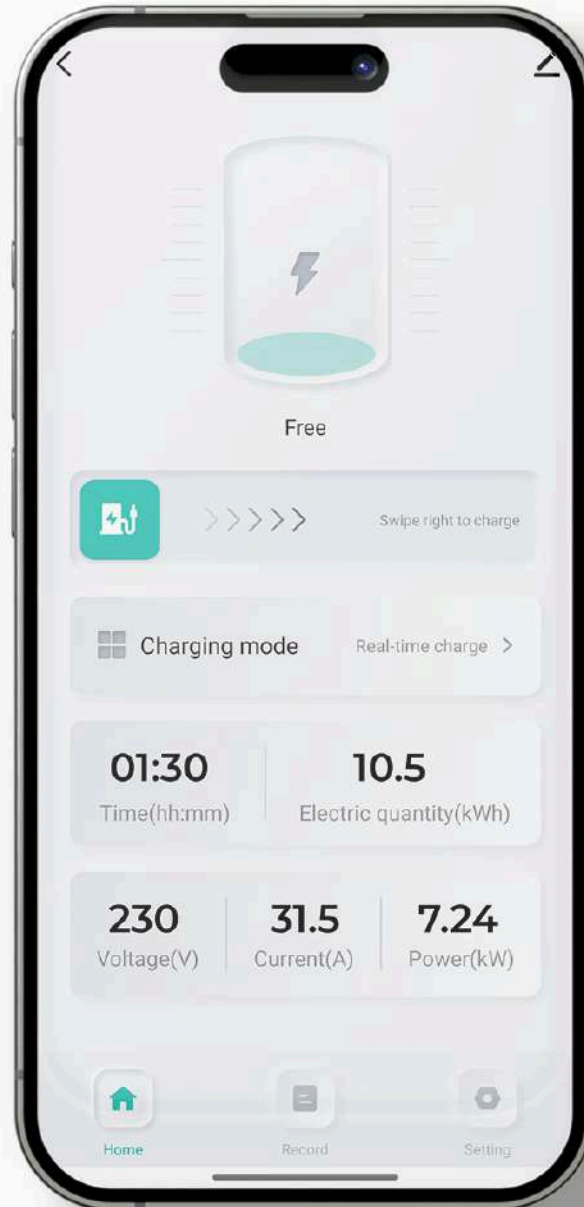 Free
Swipe right to charge
Charging mode Real-time charge >
01:30 10.5
Time(hh:mm) Electric quantity(kWh)
230 31.5 7.24
Voltage(V) Current(A) Power(kW)
Home Record Setting